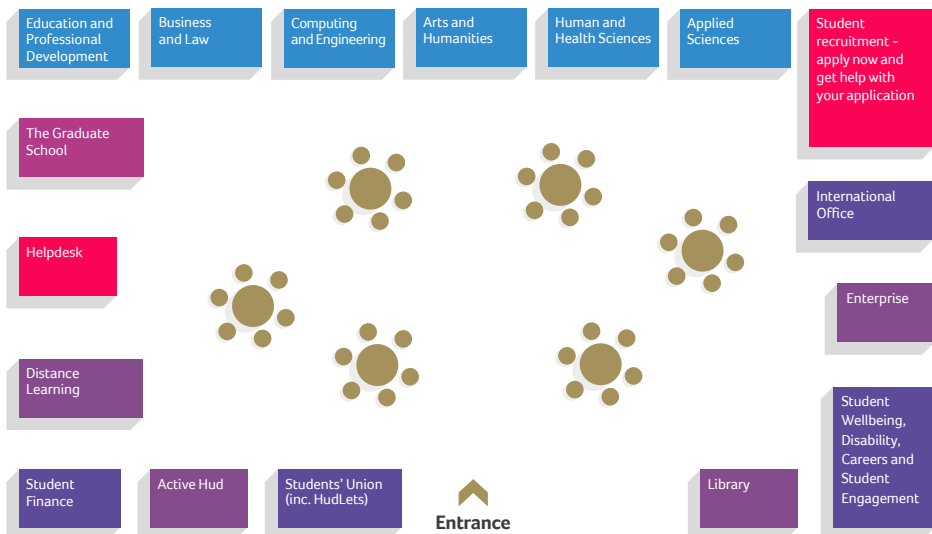 Education and
Professional
Development
Business
and Law
Computing
and Engineering
Arts and
Humanities
Human and
Health Sciences
Applied
Sciences
Student
recruitment -
apply now and
get help with
your application
The Graduate
School
International
Office
Helpdesk
Enterprise
Distance
Learning
Student
Wellbeing,
Disability,
Careers and
Student
Engagement
Student
Finance
Active Hud
Students' Union
(inc. HudLets)
Entrance
Library